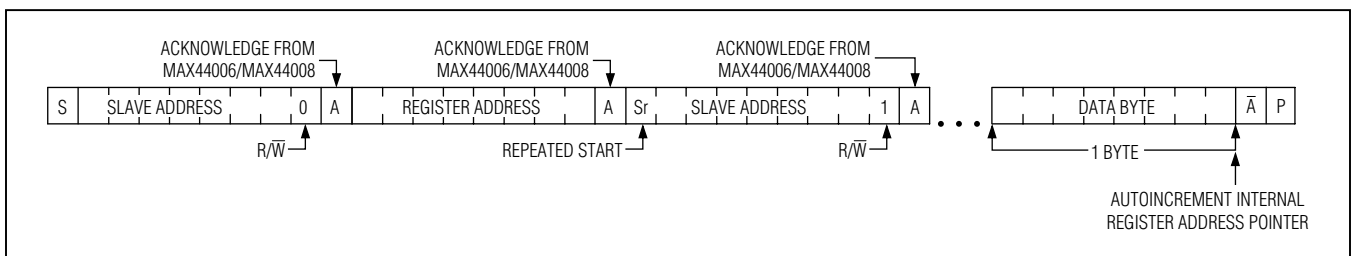 ACKNOWLEDGE FROM
MAX44006/MAX44008
ACKNOWLEDGE FROM
MAX44006/MAX44008
ACKNOWLEDGE FROM
MAX44006/MAX44008
S SLAVE ADDRESS 0 A REGISTER ADDRESS A Sr SLAVE ADDRESS 1 A ... DATA BYTE A̅ P
R/W̅ REPEATED START R/W̅ 1 BYTE
AUTOINCREMENT INTERNAL
REGISTER ADDRESS POINTER